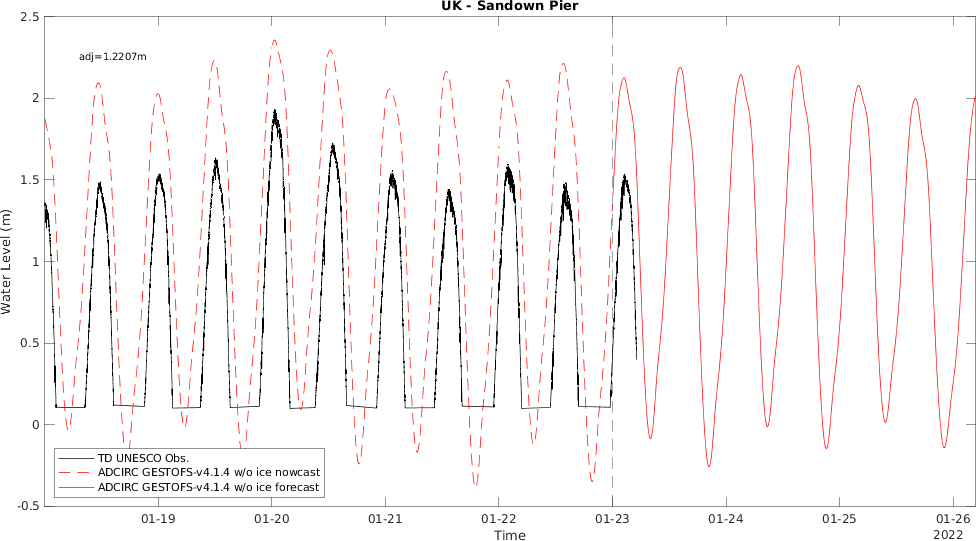 UK - Sandown Pier
2.5
2
1.5
1
0.5
0
-0.5
Water Level (m)
adj=1.2207m
TD UNESCO Obs.
ADCIRC GESTOFS-v4.1.4 w/o ice nowcast
ADCIRC GESTOFS-v4.1.4 w/o ice forecast
01-19 01-20 01-21 01-22 01-23 01-24 01-25 01-26
Time
2022